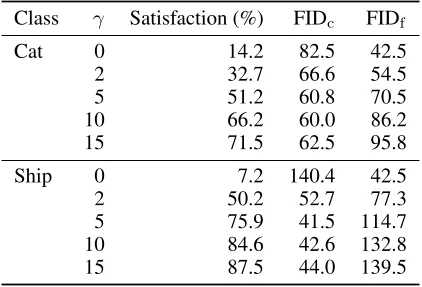 Class γ Satisfaction (%) FIDc FIDf
Cat 0 14.2 82.5 42.5
2 32.7 66.6 54.5
5 51.2 60.8 70.5
10 66.2 60.0 86.2
15 71.5 62.5 95.8
Ship 0 7.2 140.4 42.5
2 50.2 52.7 77.3
5 75.9 41.5 114.7
10 84.6 42.6 132.8
15 87.5 44.0 139.5